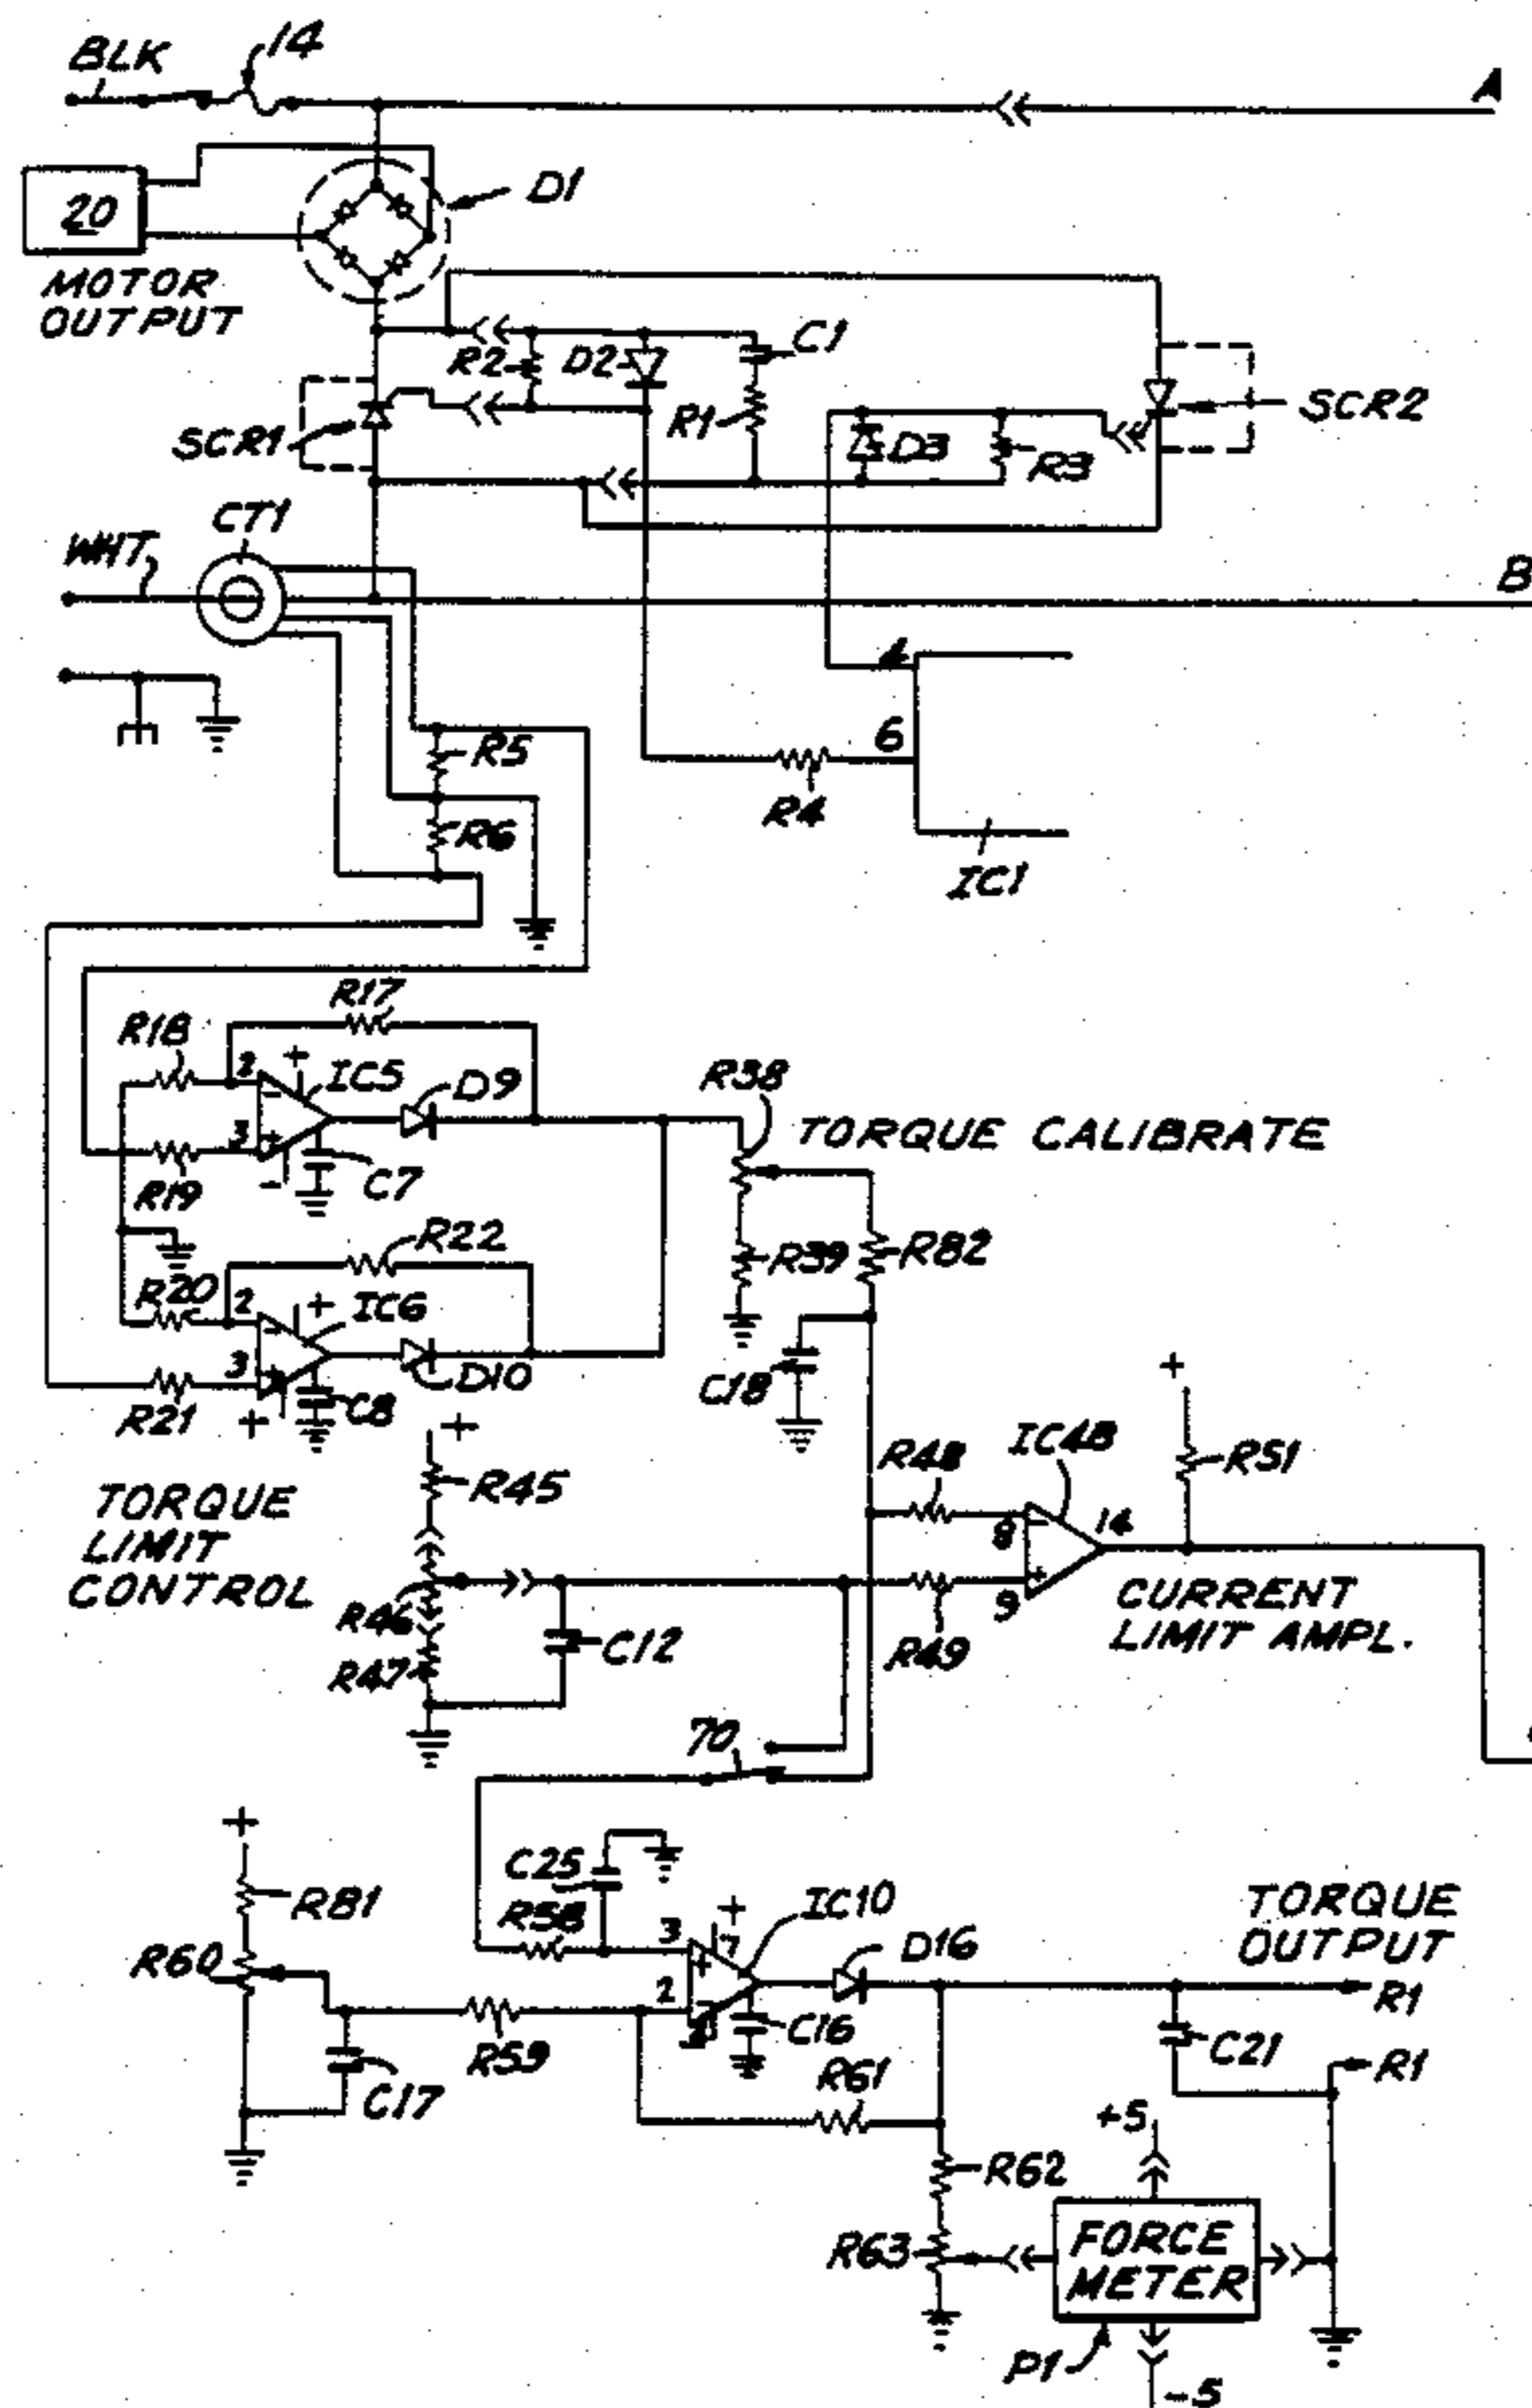 14
BLK
A
D1
20
MOTOR
OUTPUT
C1
R2
D2
SCR2
R1
SCR1
D3
R3
CT1
WHT
B
4
6
R5
R4
R6
IC1
R17
R18
2
+
IC5
D9
R38
-
TORQUE CALIBRATE
3
+
R19
-
C7
R22
R39
R82
R20
2
+
IC6
-
3
+
D10
C18
R21
+
C8
+
+
R48
IC4B
R51
R45
TORQUE
LIMIT
CONTROL
8
-
14
R46
9
+
CURRENT
LIMIT AMPL.
C12
R49
R47
70
+
C25
R81
R58
+
IC10
TORQUE
OUTPUT
3
+
7
D16
R60
2
-
R1
C16
R59
C21
R1
C17
R61
+5
R62
R63
FORCE
METER
P1
-5